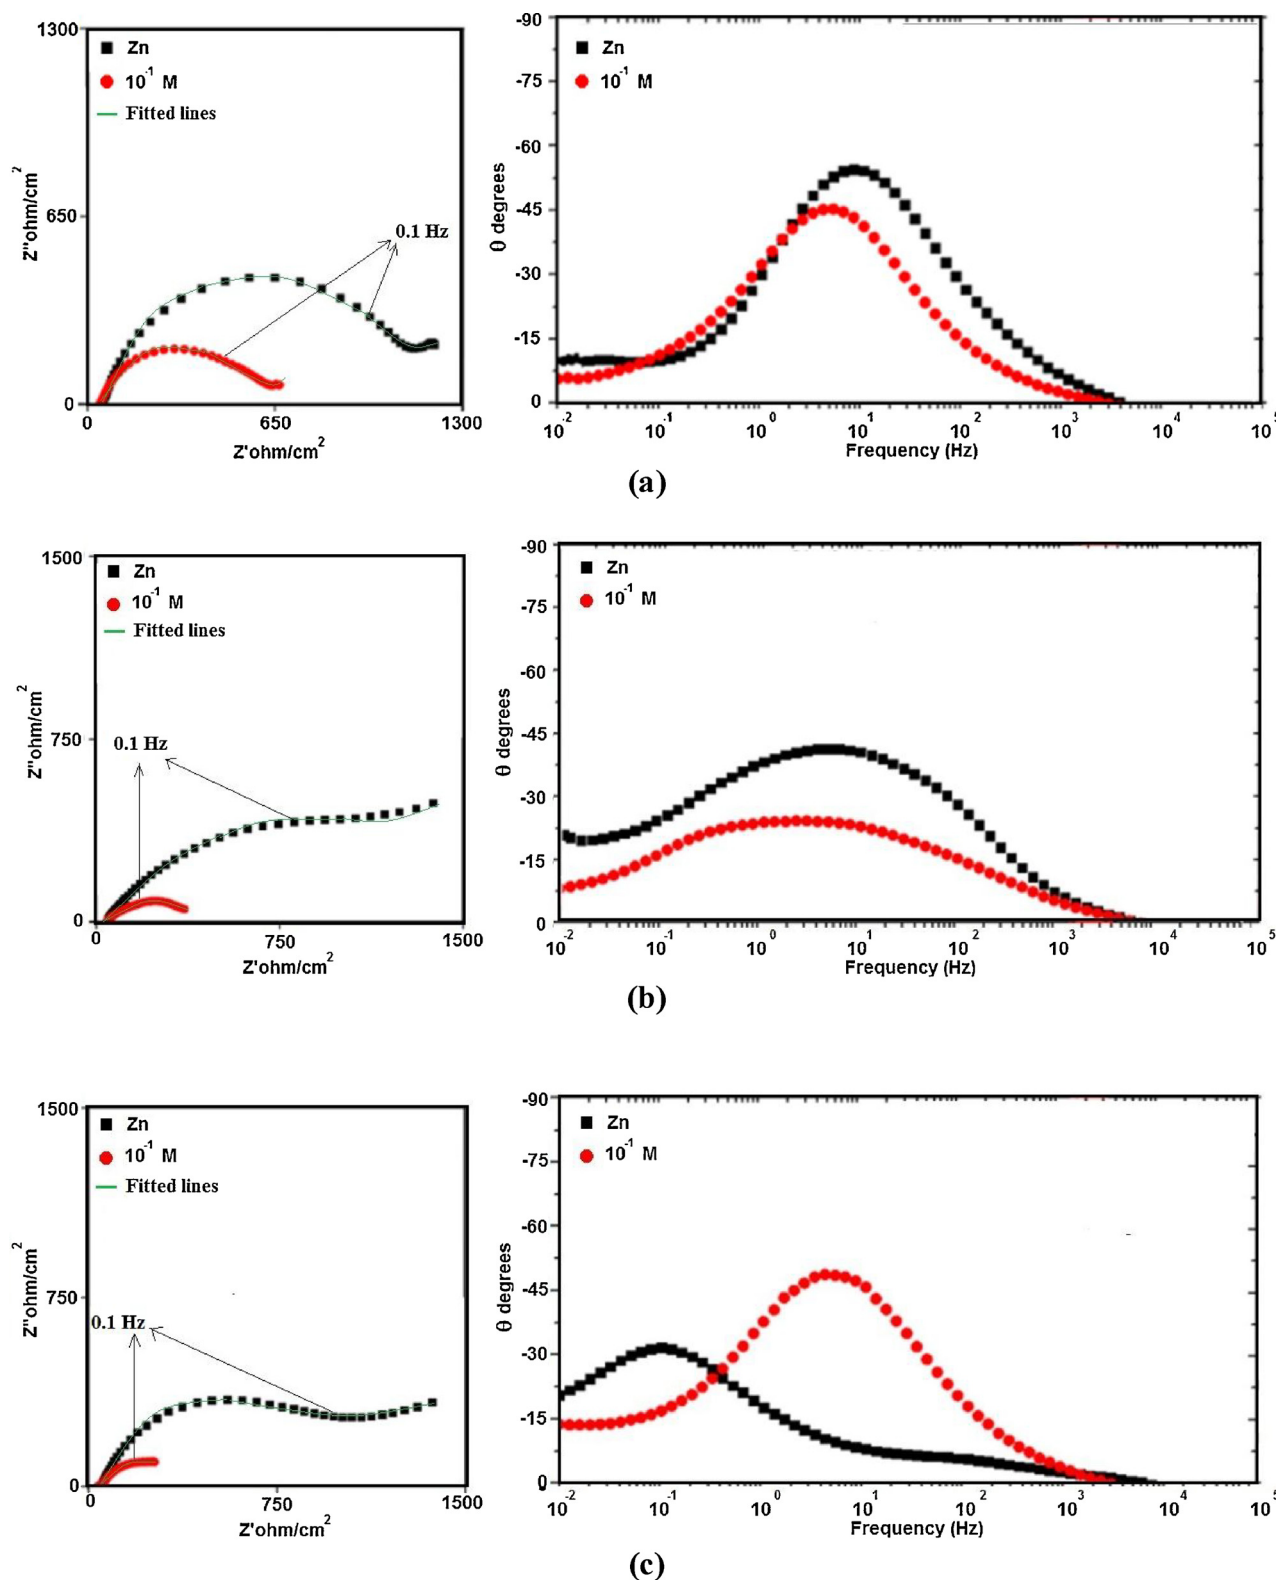 1300
Zn
10⁻¹ M
Fitted lines
650
0.1 Hz
0
0
650
1300
Z''ohm/cm²
Z'ohm/cm²
-90
Zn
-75
10⁻¹ M
-60
-45
-30
-15
0
θ degrees
10⁻² 10⁻¹ 10⁰ 10¹ 10² 10³ 10⁴ 10⁵
Frequency (Hz)
(a)
1500
Zn
10⁻¹ M
Fitted lines
750
0.1 Hz
0
0
750
1500
Z''ohm/cm²
Z'ohm/cm²
-90
Zn
10⁻¹ M
-75
-60
-45
-30
-15
0
θ degrees
10⁻² 10⁻¹ 10⁰ 10¹ 10² 10³ 10⁴ 10⁵
Frequency (Hz)
(b)
1500
Zn
10⁻¹ M
Fitted lines
750
0.1 Hz
0
0
750
1500
Z''ohm/cm²
Z'ohm/cm²
-90
Zn
10⁻¹ M
-75
-60
-45
-30
-15
0
θ degrees
10⁻² 10⁻¹ 10⁰ 10¹ 10² 10³ 10⁴ 10⁵
Frequency (Hz)
(c)